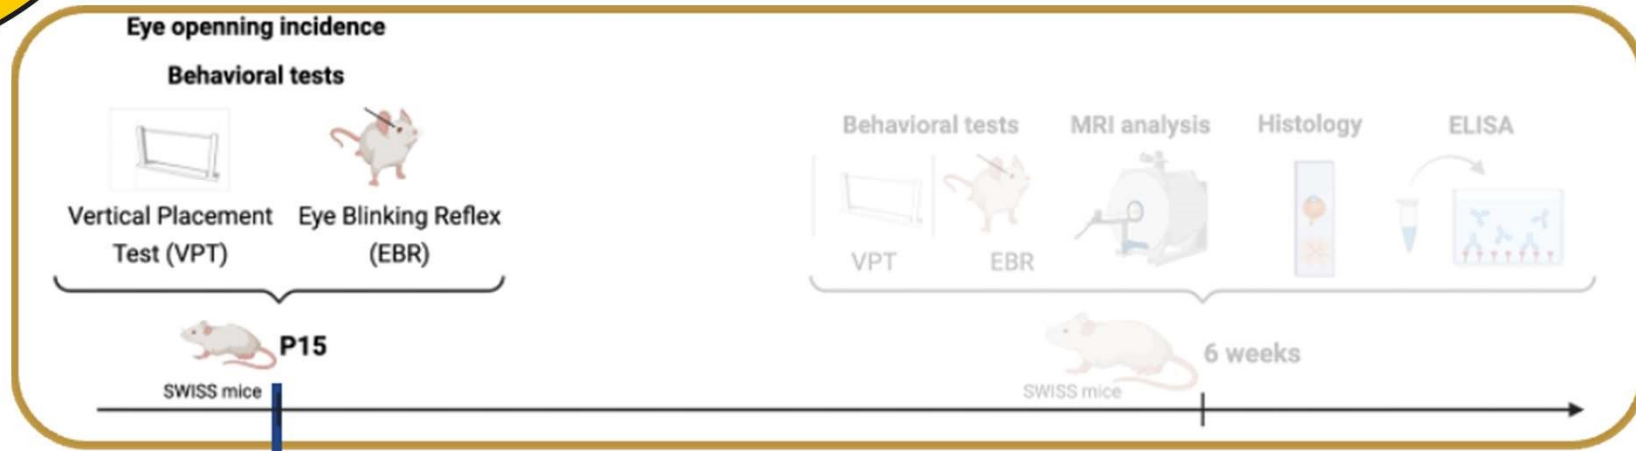 Eye openning incidence
Behavioral tests
Vertical Placement
Test (VPT)
Eye Blinking Reflex
(EBR)
P15
SWISS mice
Behavioral tests
MRI analysis
Histology
ELISA
VPT
EBR
6 weeks
SWISS mice